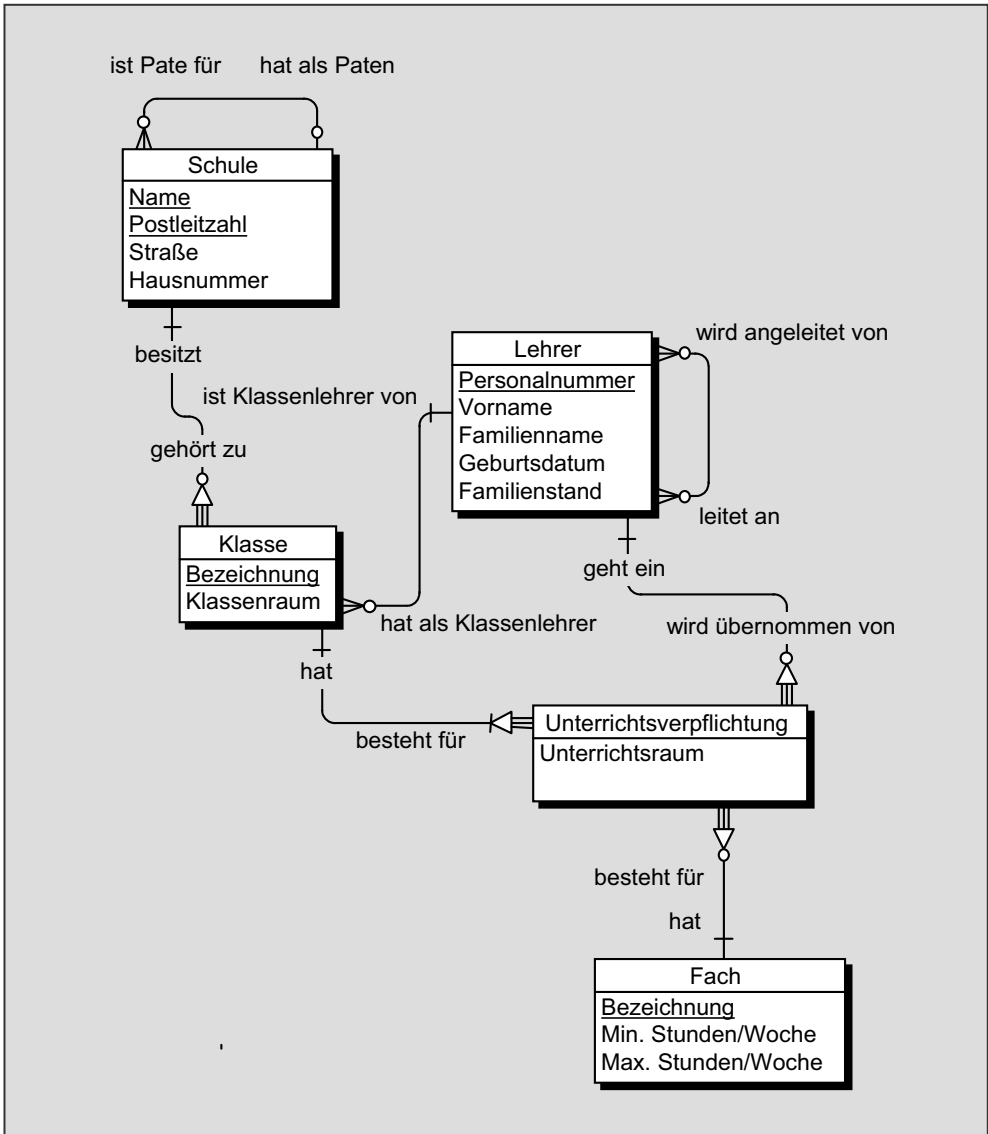 ist Pate für hat als Paten
Schule
Name
Postleitzahl
Straße
Hausnummer
besitzt
gehört zu
ist Klassenlehrer von
Lehrer
Personalnummer
Vorname
Familienname
Geburtsdatum
Familienstand
wird angeleitet von
leitet an
Klasse
Bezeichnung
Klassenraum
hat als Klassenlehrer
geht ein
wird übernommen von
hat
besteht für
Unterrichtsverpflichtung
Unterrichtsraum
besteht für
hat
Fach
Bezeichnung
Min. Stunden/Woche
Max. Stunden/Woche